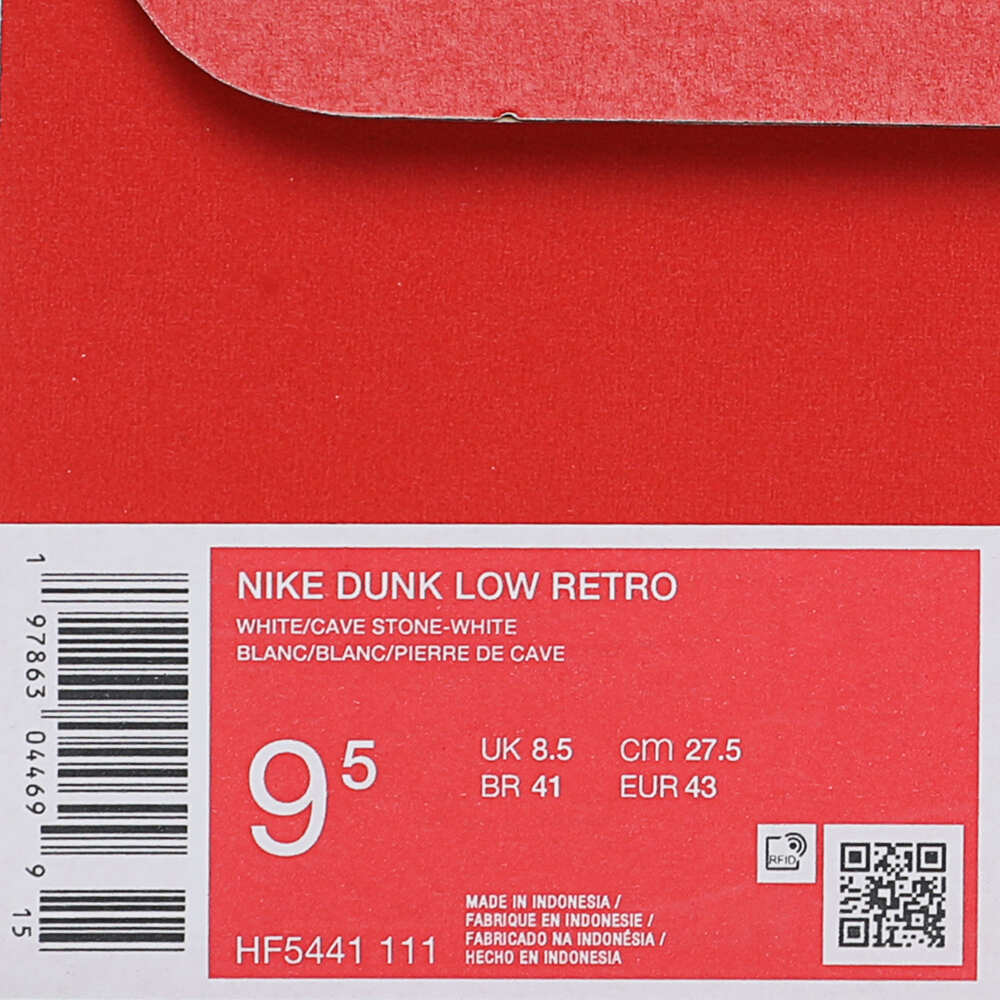 NIKE DUNK LOW RETRO
WHITE/CAVE STONE-WHITE
BLANC/BLANC/PIERRE DE CAVE
9 5
UK 8.5 cm 27.5
BR 41 EUR 43
RFID
MADE IN INDONESIA /
FABRIQUE EN INDONESIE /
FABRICADO NA INDONÉSIA /
HECHO EN INDONESIA
HF5441 111
1 97863 04469 9 15